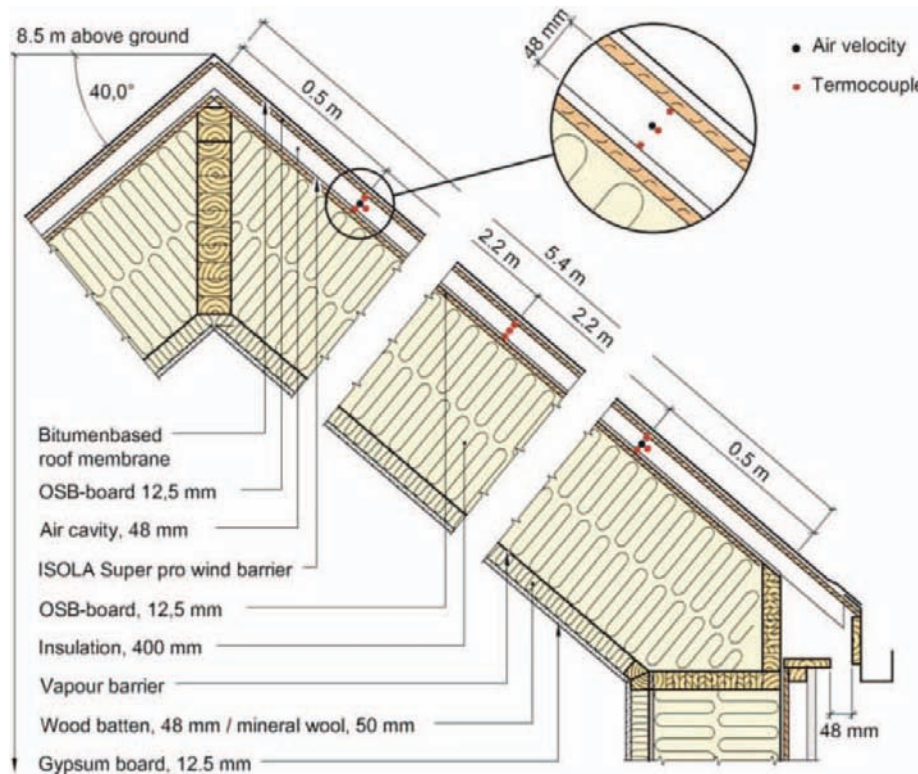 8.5 m above ground
40,0°
0.5 m
48 mm
Air velocity
Termocouple
2.2 m
5.4 m
2.2 m
0.5 m
Bitumenbased
roof membrane
OSB-board 12,5 mm
Air cavity, 48 mm
ISOLA Super pro wind barrier
OSB-board, 12,5 mm
Insulation, 400 mm
Vapour barrier
Wood batten, 48 mm / mineral wool, 50 mm
Gypsum board, 12.5 mm
48 mm